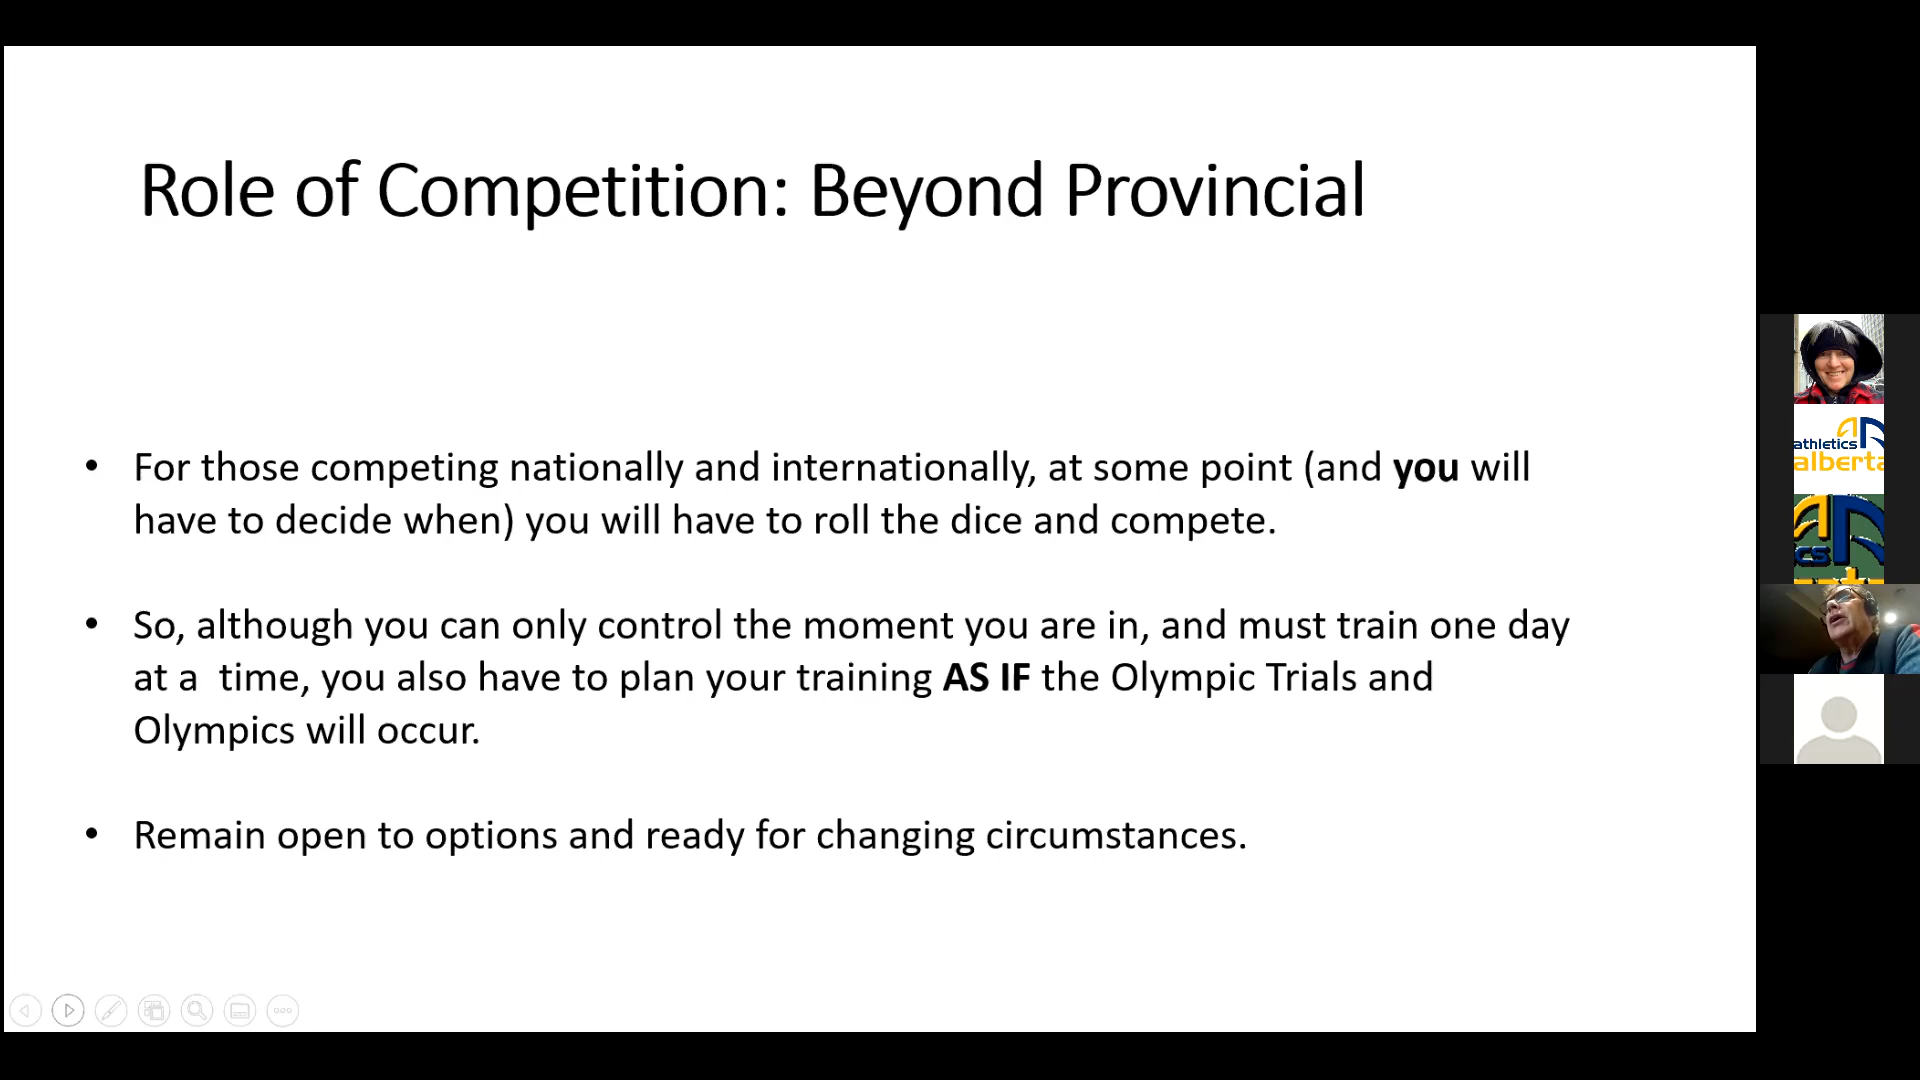 Role of Competition: Beyond Provincial
• For those competing nationally and internationally, at some point (and you will
have to decide when) you will have to roll the dice and compete.
• So, although you can only control the moment you are in, and must train one day
at a  time, you also have to plan your training AS IF the Olympic Trials and
Olympics will occur.
• Remain open to options and ready for changing circumstances.
athletics
alberta
ics